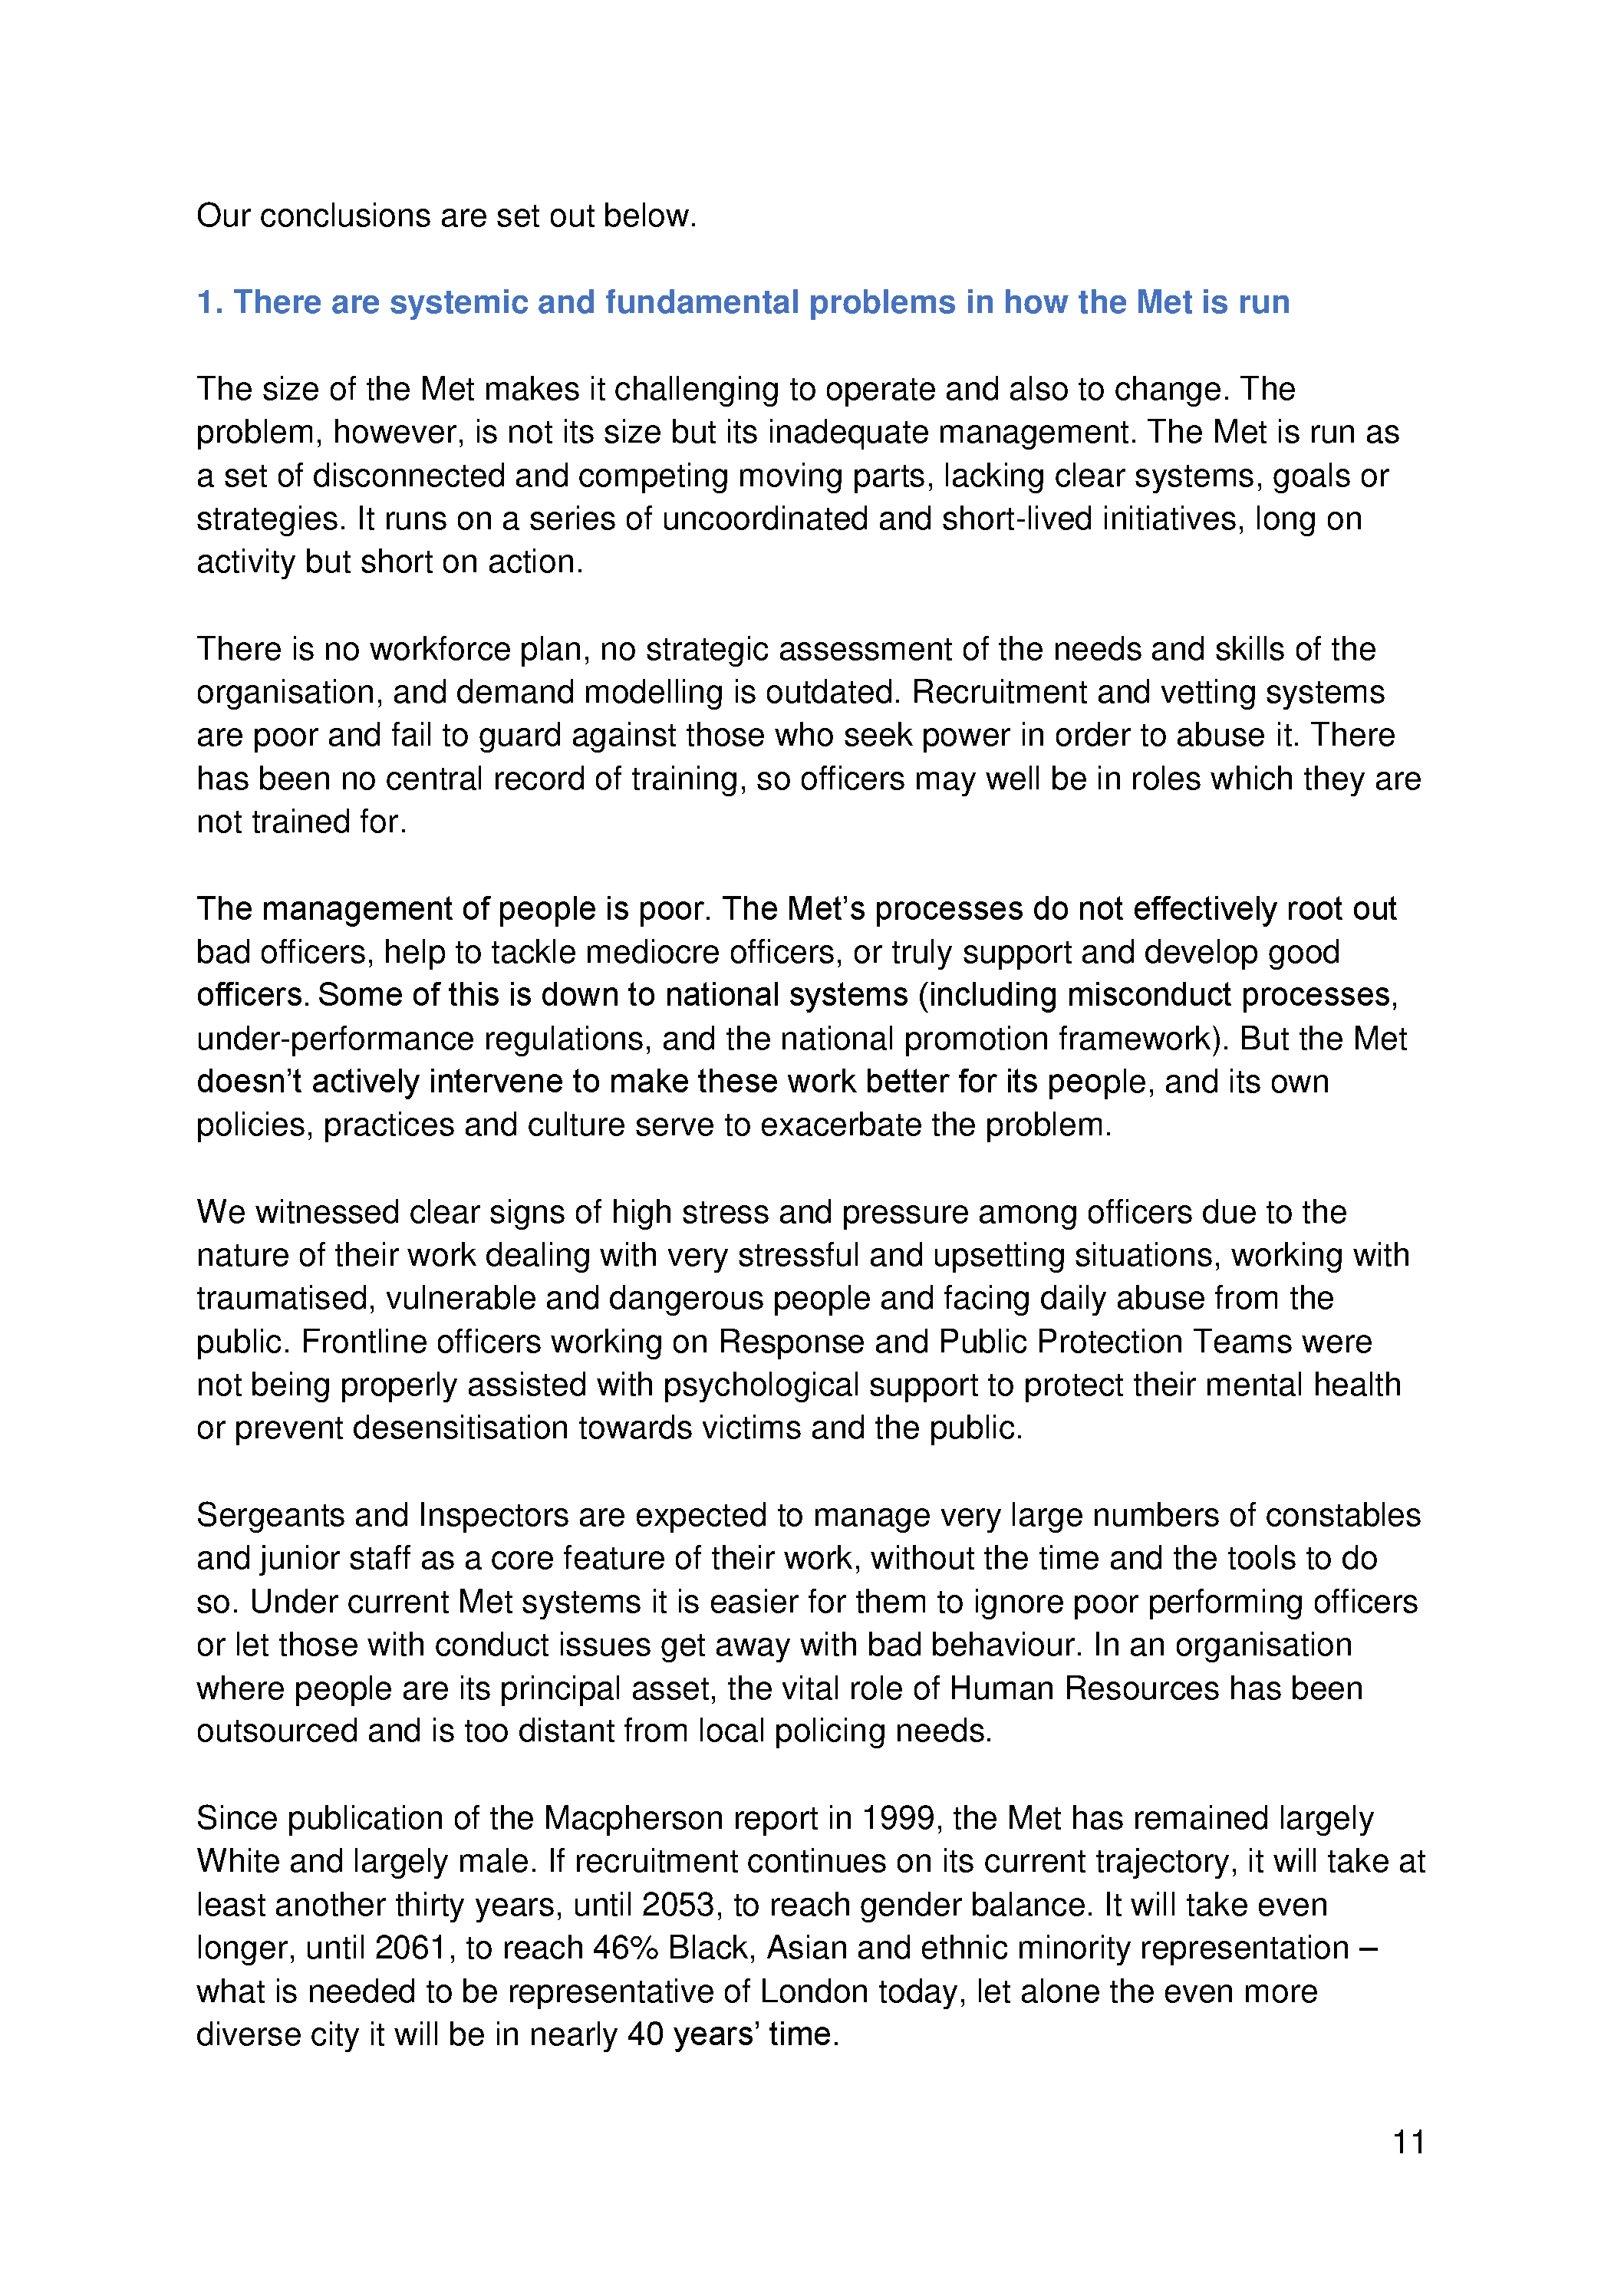 Our conclusions are set out below.
1. There are systemic and fundamental problems in how the Met is run
The size of the Met makes it challenging to operate and also to change. The
problem, however, is not its size but its inadequate management. The Met is run as
a set of disconnected and competing moving parts, lacking clear systems, goals or
strategies. It runs on a series of uncoordinated and short-lived initiatives, long on
activity but short on action.
There is no workforce plan, no strategic assessment of the needs and skills of the
organisation, and demand modelling is outdated. Recruitment and vetting systems
are poor and fail to guard against those who seek power in order to abuse it. There
has been no central record of training, so officers may well be in roles which they are
not trained for.
The management of people is poor. The Met’s processes do not effectively root out
bad officers, help to tackle mediocre officers, or truly support and develop good
officers. Some of this is down to national systems (including misconduct processes,
under-performance regulations, and the national promotion framework). But the Met
doesn’t actively intervene to make these work better for its people, and its own
policies, practices and culture serve to exacerbate the problem.
We witnessed clear signs of high stress and pressure among officers due to the
nature of their work dealing with very stressful and upsetting situations, working with
traumatised, vulnerable and dangerous people and facing daily abuse from the
public. Frontline officers working on Response and Public Protection Teams were
not being properly assisted with psychological support to protect their mental health
or prevent desensitisation towards victims and the public.
Sergeants and Inspectors are expected to manage very large numbers of constables
and junior staff as a core feature of their work, without the time and the tools to do
so. Under current Met systems it is easier for them to ignore poor performing officers
or let those with conduct issues get away with bad behaviour. In an organisation
where people are its principal asset, the vital role of Human Resources has been
outsourced and is too distant from local policing needs.
Since publication of the Macpherson report in 1999, the Met has remained largely
White and largely male. If recruitment continues on its current trajectory, it will take at
least another thirty years, until 2053, to reach gender balance. It will take even
longer, until 2061, to reach 46% Black, Asian and ethnic minority representation –
what is needed to be representative of London today, let alone the even more
diverse city it will be in nearly 40 years’ time.
11